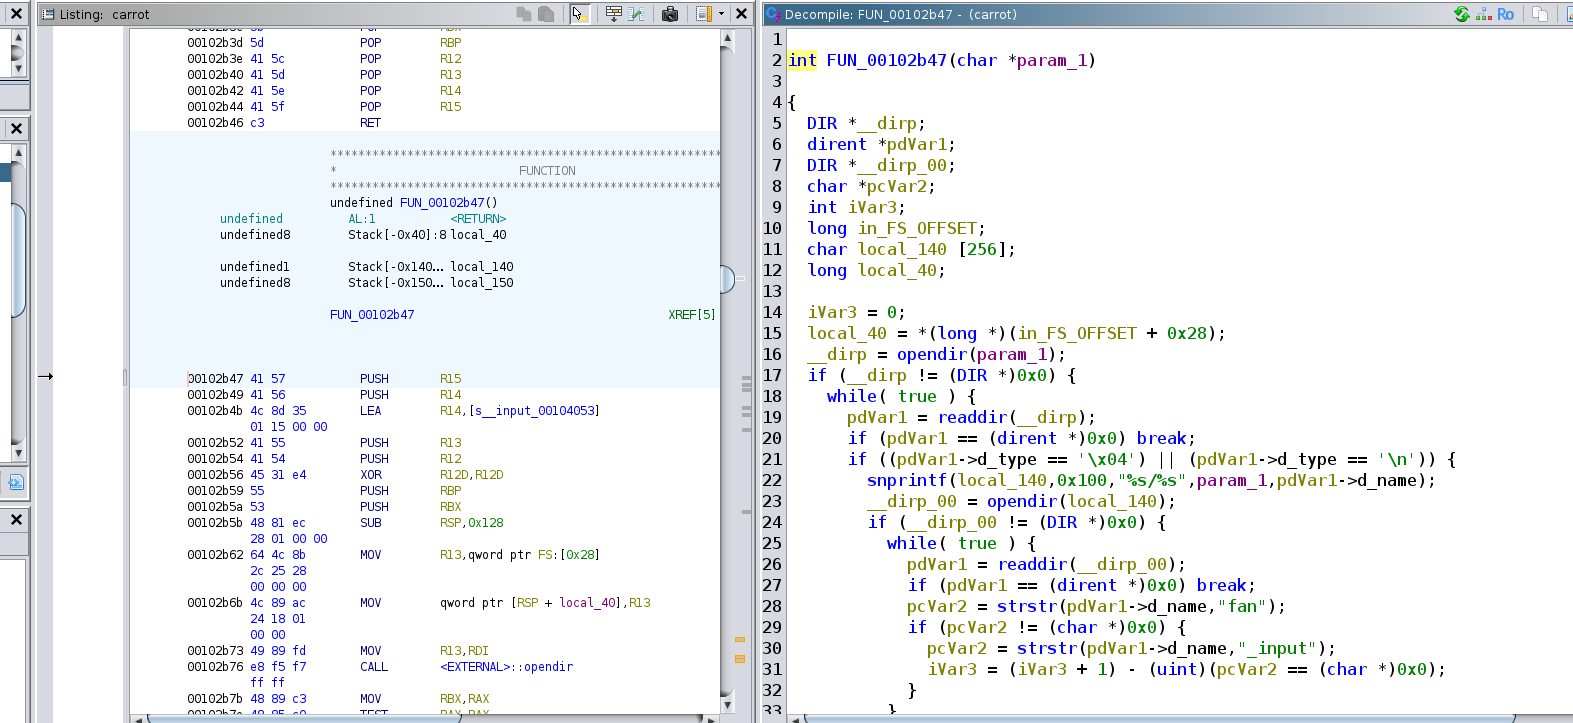 Listing: carrot
00102b3d 5d POP RBP
00102b3e 41 5c POP R12
00102b40 41 5d POP R13
00102b42 41 5e POP R14
00102b44 41 5f POP R15
00102b46 c3 RET
************************************************************
* FUNCTION
************************************************************
undefined FUN_00102b47()
undefined AL:1 <RETURN>
undefined8 Stack[-0x40]:8 local_40
undefined1 Stack[-0x140... local_140
undefined8 Stack[-0x150... local_150
FUN_00102b47 XREF[5]
00102b47 41 57 PUSH R15
00102b49 41 56 PUSH R14
00102b4b 4c 8d 35 LEA R14,[s__input_00104053]
01 15 00 00
00102b52 41 55 PUSH R13
00102b54 41 54 PUSH R12
00102b56 45 31 e4 XOR R12D,R12D
00102b59 55 PUSH RBP
00102b5a 53 PUSH RBX
00102b5b 48 81 ec SUB RSP,0x128
28 01 00 00
00102b62 64 4c 8b MOV R13,qword ptr FS:[0x28]
2c 25 28
00 00 00
00102b6b 4c 89 ac MOV qword ptr [RSP + local_40],R13
24 18 01
00 00
00102b73 49 89 fd MOV R13,RDI
00102b76 e8 f5 f7 CALL <EXTERNAL>::opendir
ff ff
00102b7b 48 89 c3 MOV RBX,RAX
Decompile: FUN_00102b47 - (carrot)
Ro
1
2 int FUN_00102b47(char *param_1)
3
4 {
5 DIR *__dirp;
6 dirent *pdVar1;
7 DIR *__dirp_00;
8 char *pcVar2;
9 int iVar3;
10 long in_FS_OFFSET;
11 char local_140 [256];
12 long local_40;
13
14 iVar3 = 0;
15 local_40 = *(long *)(in_FS_OFFSET + 0x28);
16 __dirp = opendir(param_1);
17 if (__dirp != (DIR *)0x0) {
18 while( true ) {
19 pdVar1 = readdir(__dirp);
20 if (pdVar1 == (dirent *)0x0) break;
21 if ((pdVar1->d_type == '\x04') || (pdVar1->d_type == '\n')) {
22 snprintf(local_140,0x100,"%s/%s",param_1,pdVar1->d_name);
23 __dirp_00 = opendir(local_140);
24 if (__dirp_00 != (DIR *)0x0) {
25 while( true ) {
26 pdVar1 = readdir(__dirp_00);
27 if (pdVar1 == (dirent *)0x0) break;
28 pcVar2 = strstr(pdVar1->d_name,"fan");
29 if (pcVar2 != (char *)0x0) {
30 pcVar2 = strstr(pdVar1->d_name,"_input");
31 iVar3 = (iVar3 + 1) - (uint)(pcVar2 == (char *)0x0);
32 }
33 }